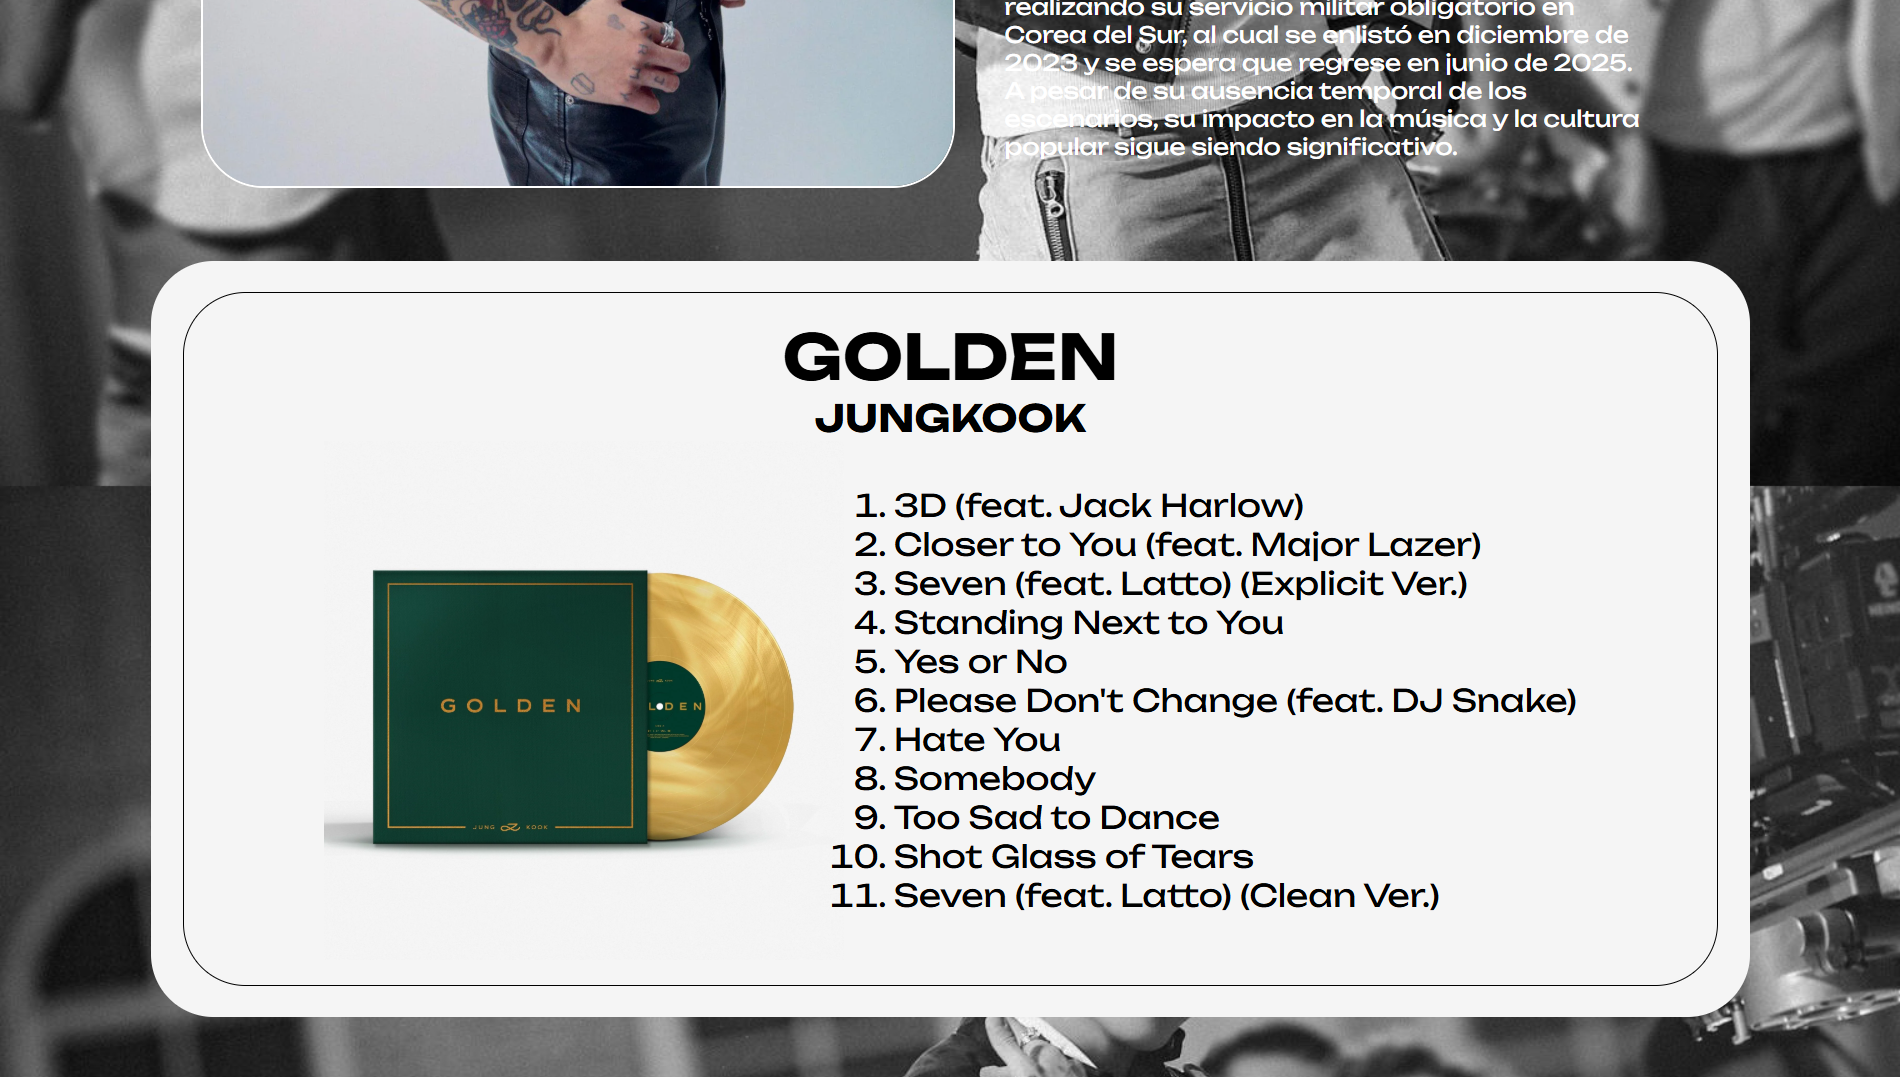 realizando su servicio militar obligatorio en
Corea del Sur, al cual se enlistó en diciembre de
2023 y se espera que regrese en junio de 2025.
A pesar de su ausencia temporal de los
escenarios, su impacto en la música y la cultura
popular sigue siendo significativo.
GOLDEN
JUNGKOOK
1. 3D (feat. Jack Harlow)
2. Closer to You (feat. Major Lazer)
3. Seven (feat. Latto) (Explicit Ver.)
4. Standing Next to You
5. Yes or No
6. Please Don't Change (feat. DJ Snake)
7. Hate You
8. Somebody
9. Too Sad to Dance
10. Shot Glass of Tears
11. Seven (feat. Latto) (Clean Ver.)
GOLDEN
LDEN
JUNG KOOK